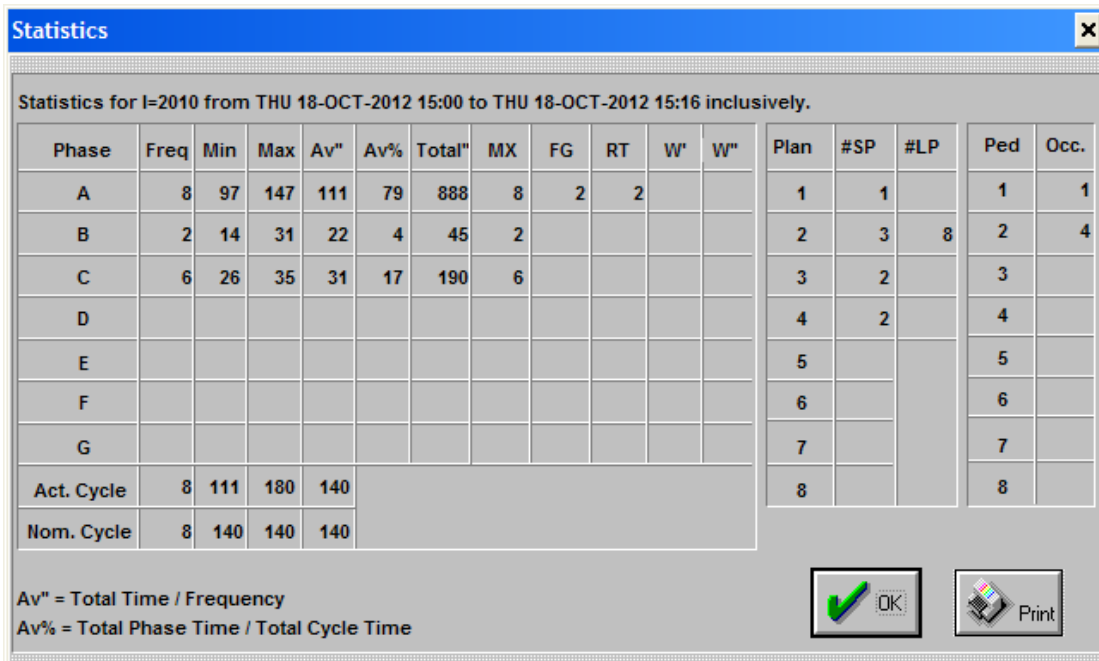 Statistics
Statistics for I=2010 from THU 18-OCT-2012 15:00 to THU 18-OCT-2012 15:16 inclusively.
Phase Freq Min Max Av" Av% Total" MX FG RT W' W" Plan #SP #LP Ped Occ.
A 8 97 147 111 79 888 8 2 2 1 1 1 1
B 2 14 31 22 4 45 2 2 3 8 2 4
C 6 26 35 31 17 190 6 3 2 3
D 4 2 4
E 5 5
F 6 6
G 7 7
Act. Cycle 8 111 180 140 8 8
Nom. Cycle 8 140 140 140
Av" = Total Time / Frequency
Av% = Total Phase Time / Total Cycle Time
OK Print